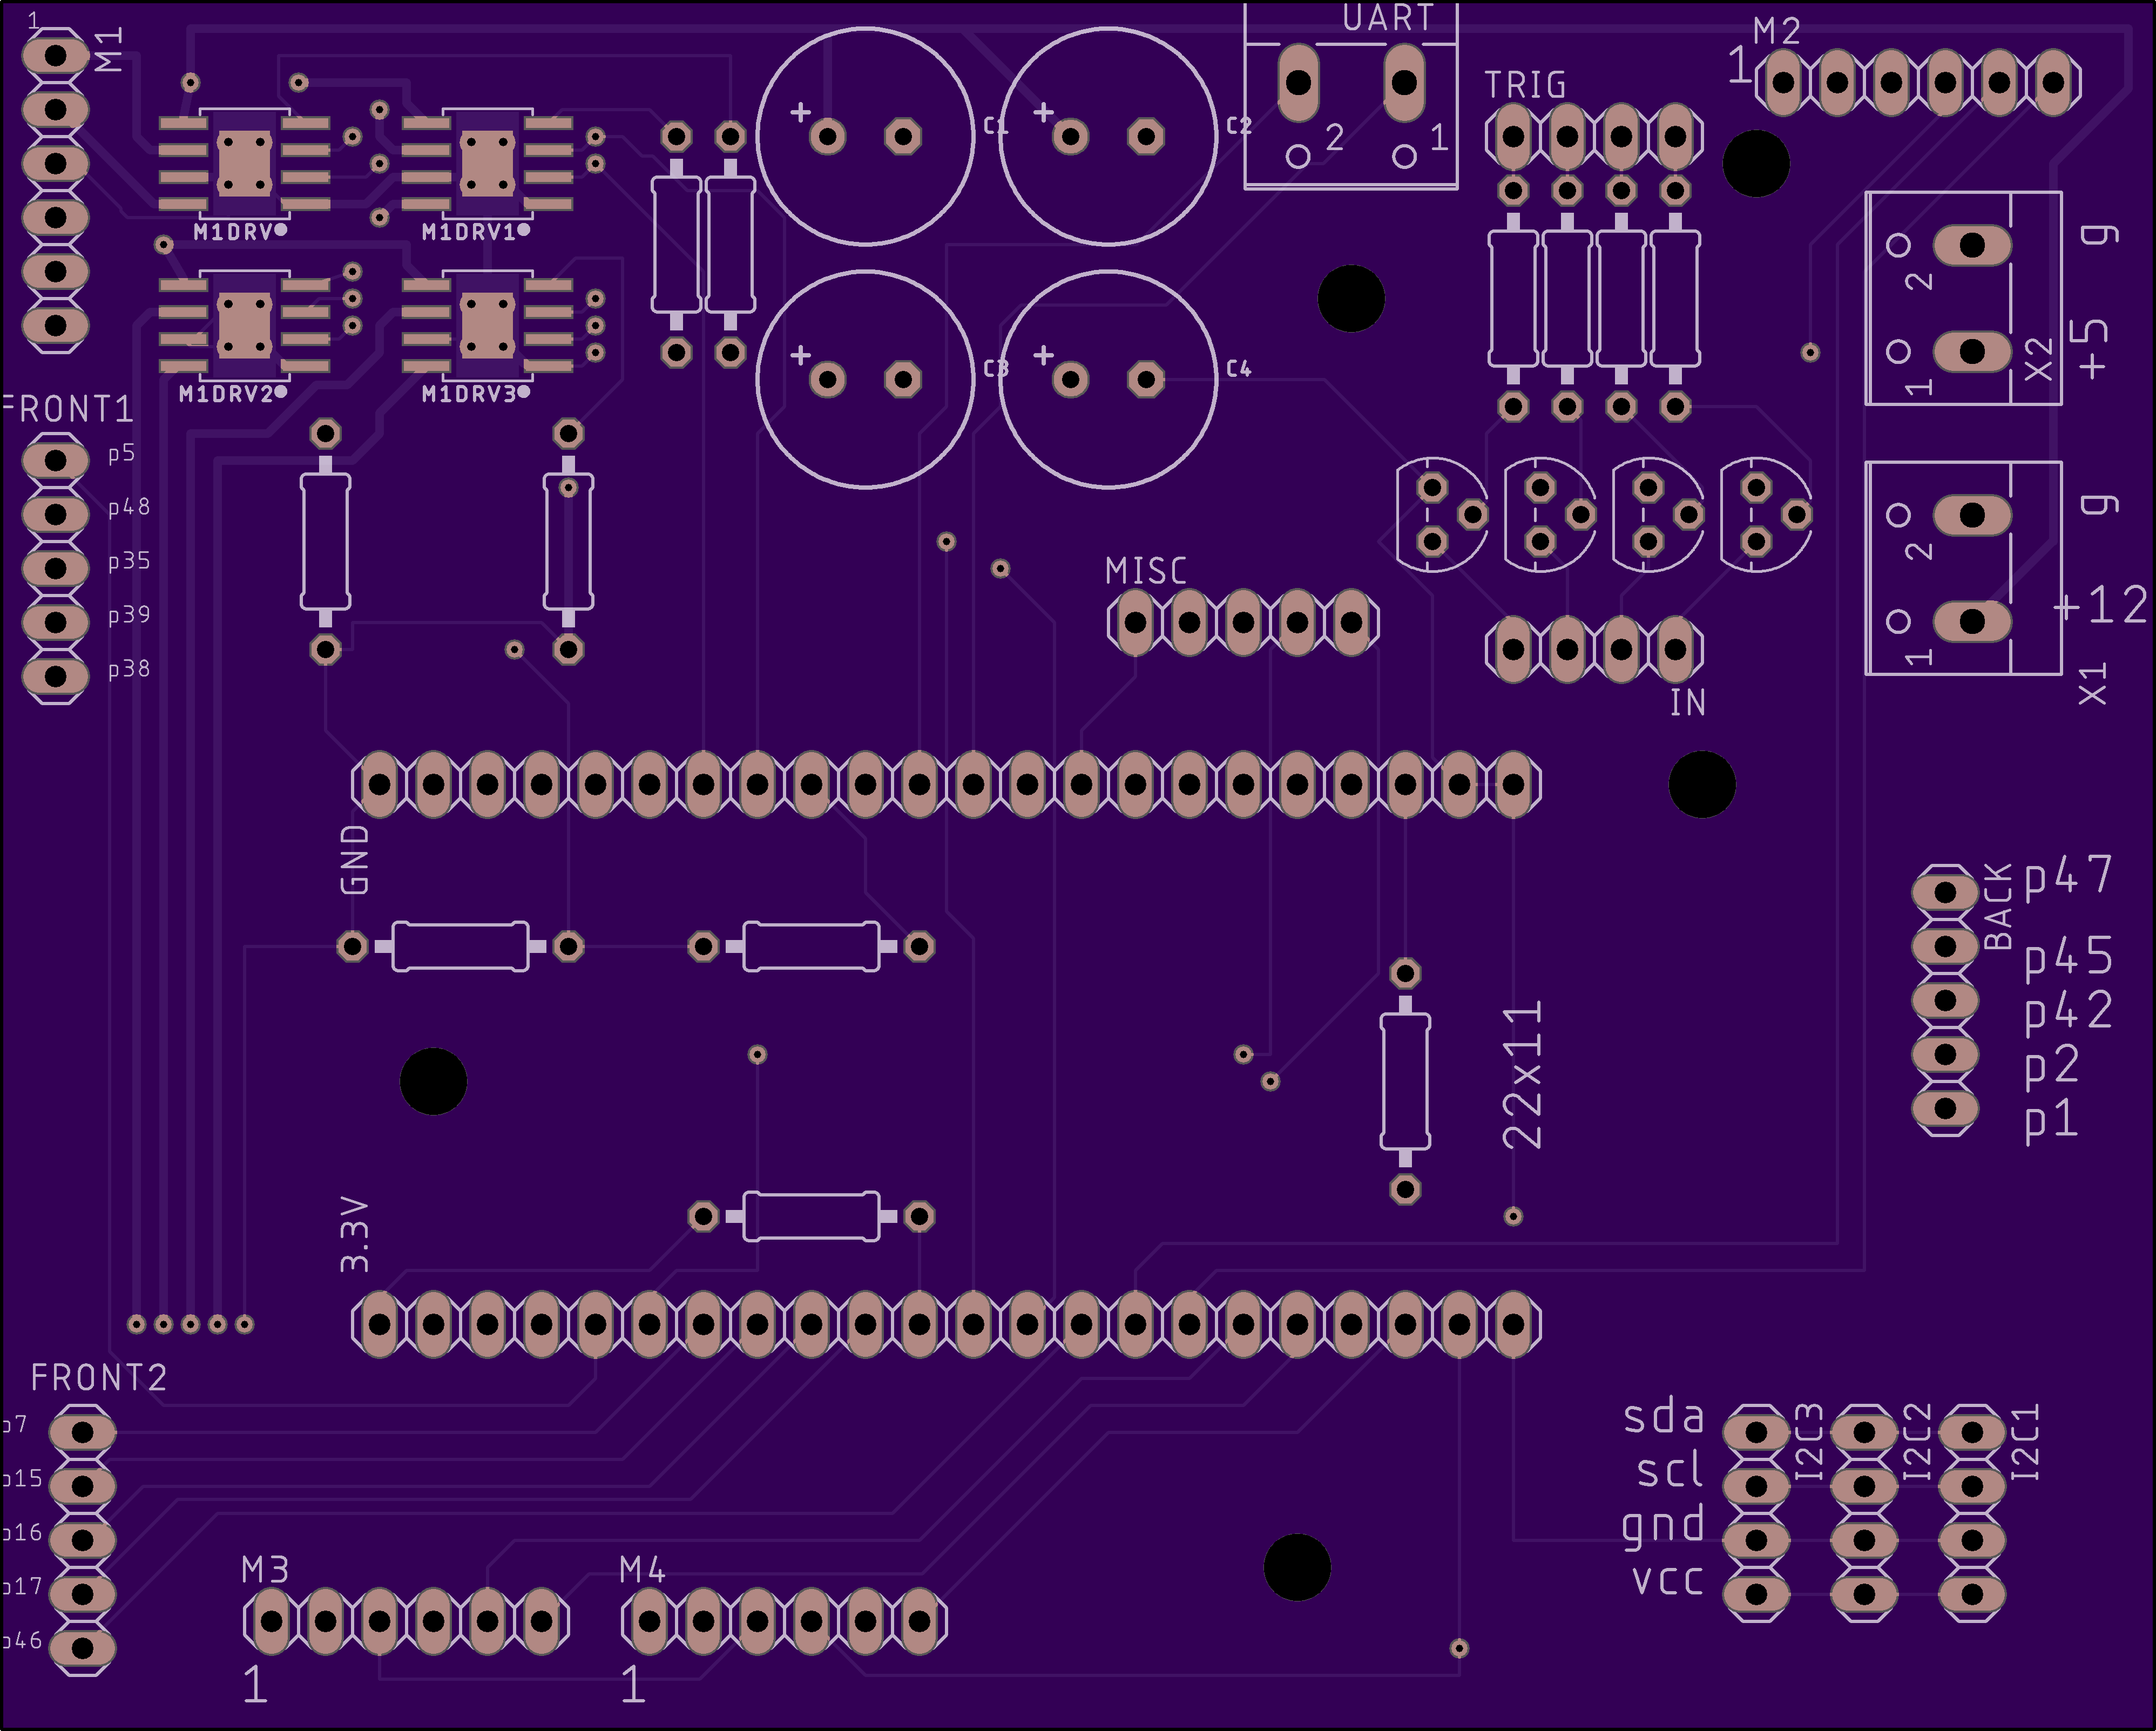 1
M1
UART
M2
1
TRIG
+
C1
+
C2
2
1
M1DRV
M1DRV1
g
2
+5
X2
1
+
C3
+
C4
M1DRV2
M1DRV3
FRONT1
p5
p48
p35
p39
p38
g
2
MISC
+12
1
X1
IN
GND
BACK
p47
p45
p42
p2
p1
22x11
3.3V
FRONT2
p7
p15
p16
p17
p46
sda
scl
gnd
vcc
I2C3
I2C2
I2C1
M3
M4
1
1